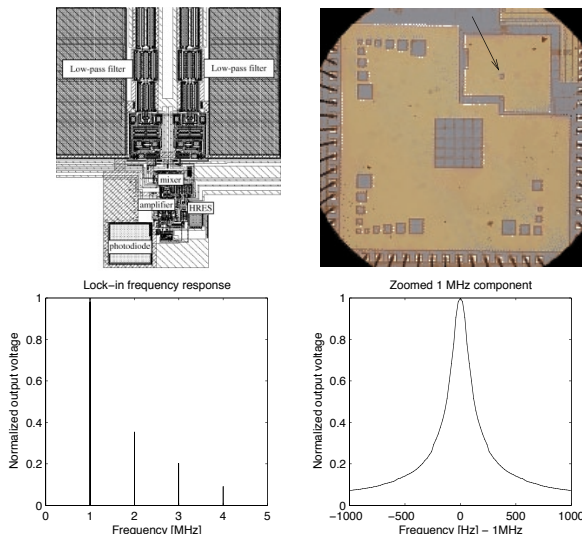 Low-pass filter
Low-pass filter
mixer
amplifier
HRES
photodiode
Lock-in frequency response
Normalized output voltage
1
0.8
0.6
0.4
0.2
0
0 1 2 3 4 5
Frequency [MHz]
Zoomed 1 MHz component
Normalized output voltage
1
0.8
0.6
0.4
0.2
0
−1000 −500 0 500 1000
Frequency [Hz] − 1MHz